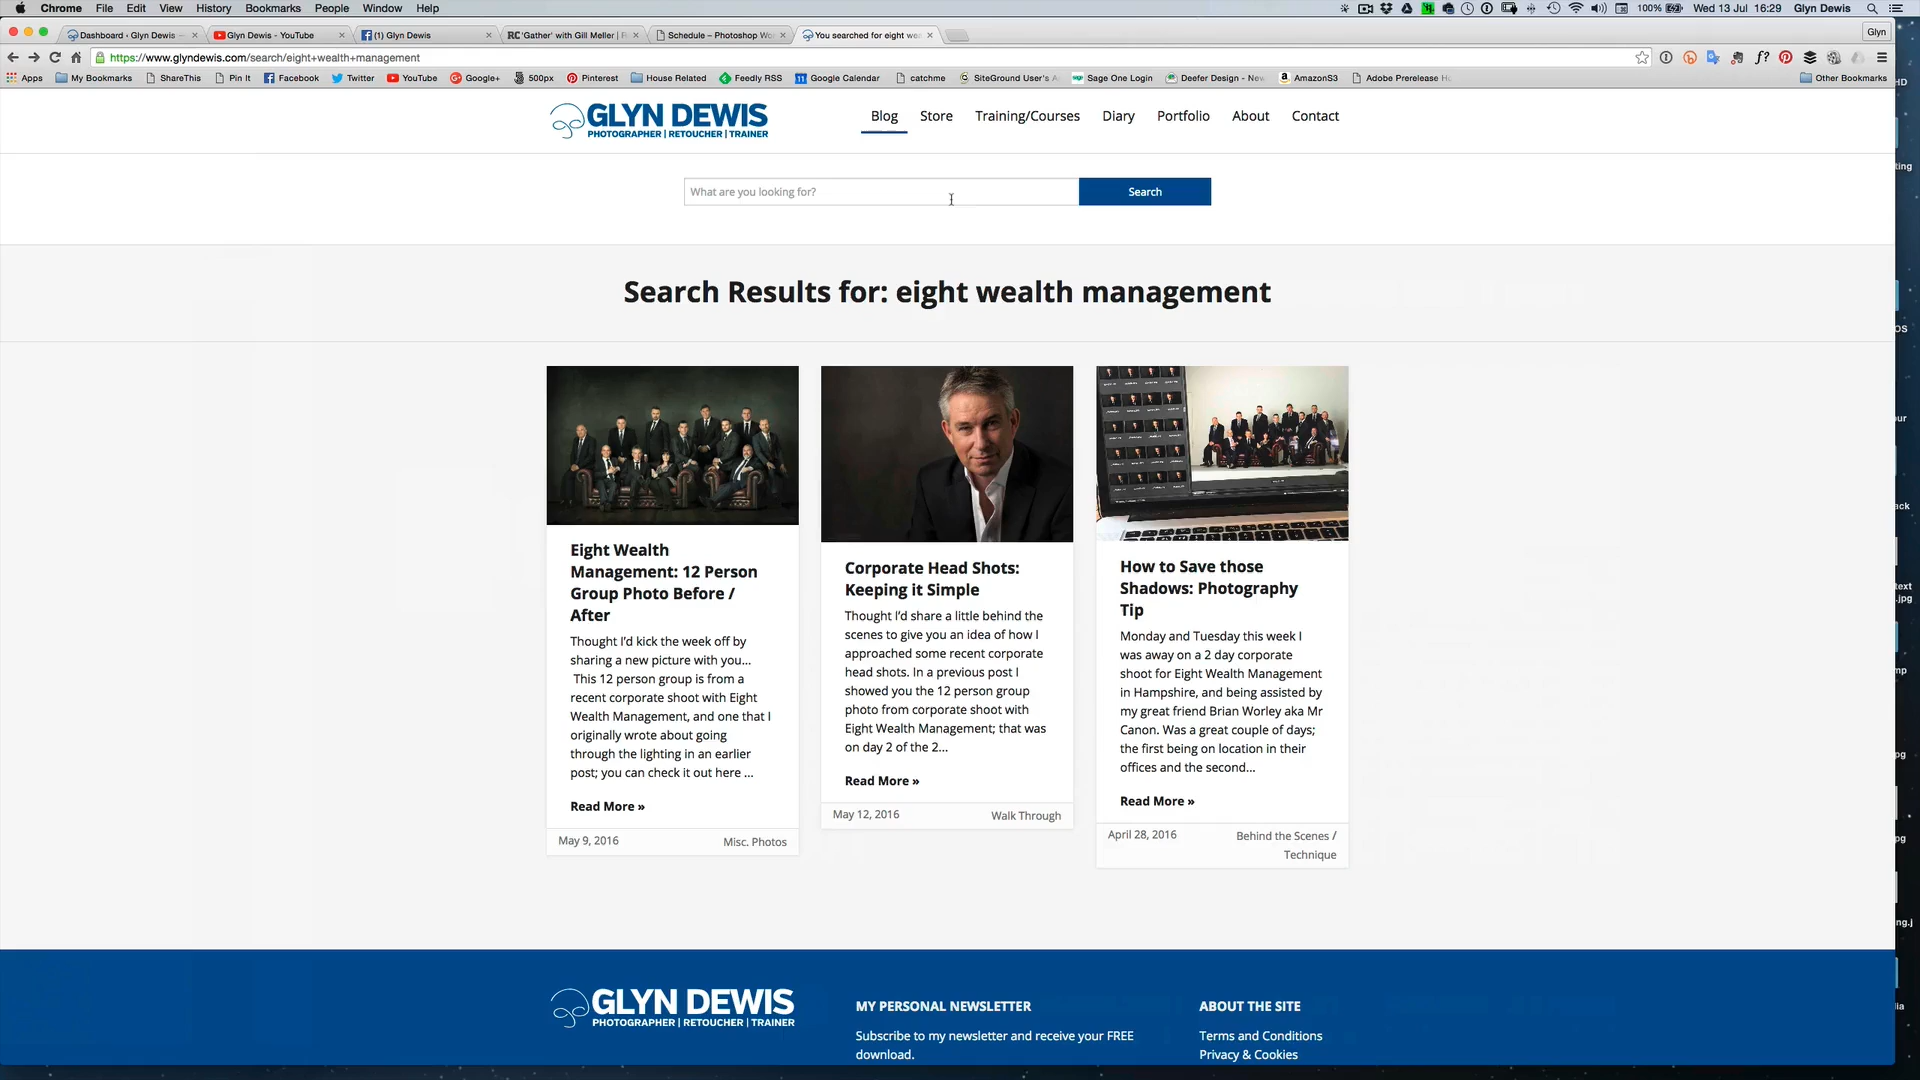 Chrome File Edit View History Bookmarks People Window Help 100% Wed 13 Jul 16:29 Glyn Dewis
Dashboard ‹ Glyn Dewis — Glyn Dewis - YouTube (1) Glyn Dewis RC 'Gather' with Gill Meller | Schedule – Photoshop Wo You searched for eight wea Glyn
https://www.glyndewis.com/search/eight+wealth+management
Apps My Bookmarks ShareThis Pin It Facebook Twitter YouTube Google+ 500px Pinterest House Related Feedly RSS Google Calendar catchme SiteGround User's A Sage One Login Deefer Design - New AmazonS3 Adobe Prerelease Other Bookmarks
GLYN DEWIS
PHOTOGRAPHER | RETOUCHER | TRAINER
Blog Store Training/Courses Diary Portfolio About Contact
What are you looking for? Search
Search Results for: eight wealth management
Eight Wealth
Management: 12 Person
Group Photo Before /
After
Thought I'd kick the week off by
sharing a new picture with you...
This 12 person group is from a
recent corporate shoot with Eight
Wealth Management, and one that I
originally wrote about going
through the lighting in an earlier
post; you can check it out here ...
Read More »
May 9, 2016 Misc. Photos
Corporate Head Shots:
Keeping it Simple
Thought I'd share a little behind the
scenes to give you an idea of how I
approached some recent corporate
head shots. In a previous post I
showed you the 12 person group
photo from corporate shoot with
Eight Wealth Management; that was
on day 2 of the 2...
Read More »
May 12, 2016 Walk Through
How to Save those
Shadows: Photography
Tip
Monday and Tuesday this week I
was away on a 2 day corporate
shoot for Eight Wealth Management
in Hampshire, and being assisted by
my great friend Brian Worley aka Mr
Canon. Was a great couple of days;
the first being on location in their
offices and the second...
Read More »
April 28, 2016 Behind the Scenes /
Technique
GLYN DEWIS
PHOTOGRAPHER | RETOUCHER | TRAINER
MY PERSONAL NEWSLETTER
Subscribe to my newsletter and receive your FREE
download.
ABOUT THE SITE
Terms and Conditions
Privacy & Cookies